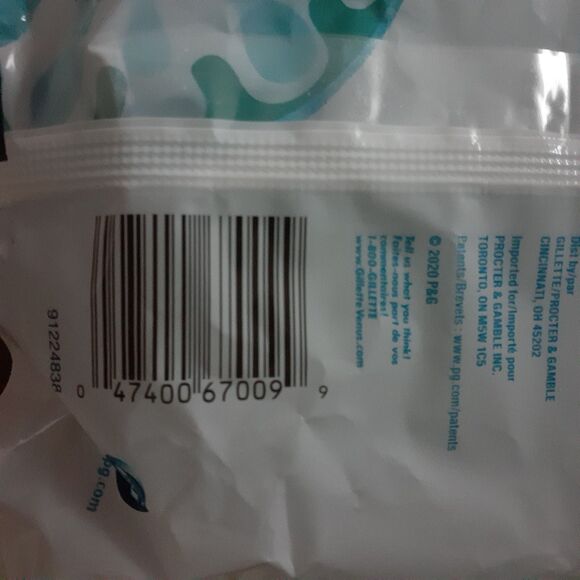 Dist by/par
GILLETTE/PROCTER & GAMBLE
CINCINNATI, OH 45202
Imported for/Importé pour
PROCTER & GAMBLE INC.
TORONTO, ON M5W 1C5
Patents/Brevets : www.pg.com/patents
© 2020 P&G
Tell us what you think!
Faites-nous part de vos
commentaires!
1-800-GILLETTE
www.GilletteVenus.com
0 47400 67009 9
91224838
pg.com